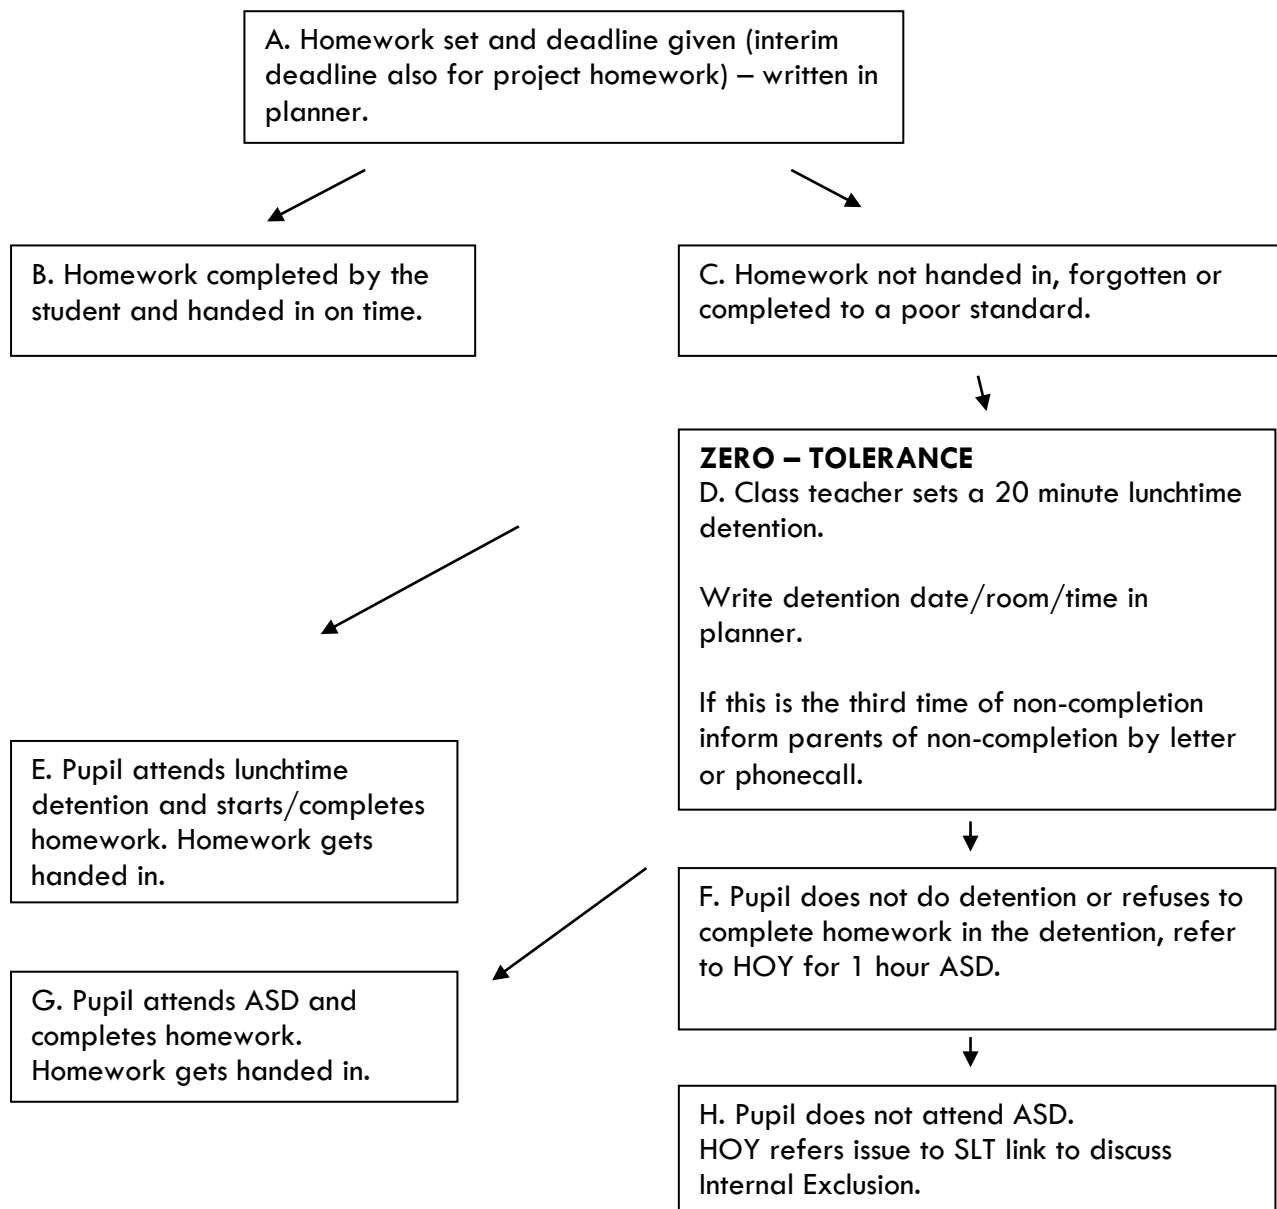 A. Homework set and deadline given (interim
deadline also for project homework) – written in
planner.
B. Homework completed by the
student and handed in on time.
C. Homework not handed in, forgotten or
completed to a poor standard.
ZERO – TOLERANCE
D. Class teacher sets a 20 minute lunchtime
detention.
Write detention date/room/time in
planner.
If this is the third time of non-completion
inform parents of non-completion by letter
or phonecall.
E. Pupil attends lunchtime
detention and starts/completes
homework. Homework gets
handed in.
F. Pupil does not do detention or refuses to
complete homework in the detention, refer
to HOY for 1 hour ASD.
G. Pupil attends ASD and
completes homework.
Homework gets handed in.
H. Pupil does not attend ASD.
HOY refers issue to SLT link to discuss
Internal Exclusion.